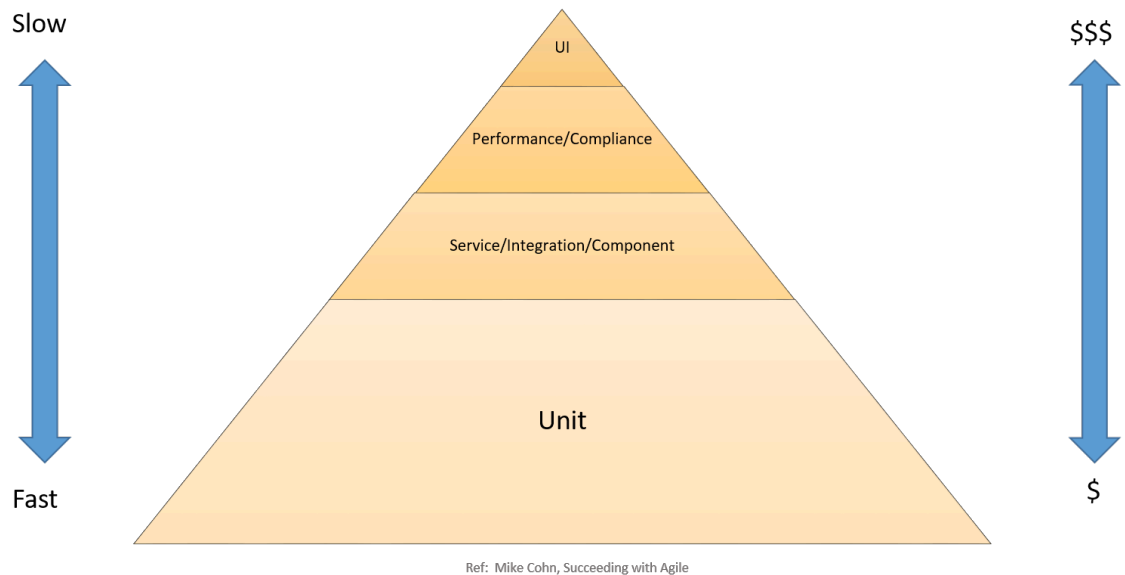 Slow
$$$
UI
Performance/Compliance
Service/Integration/Component
Unit
Fast
$
Ref: Mike Cohn, Succeeding with Agile